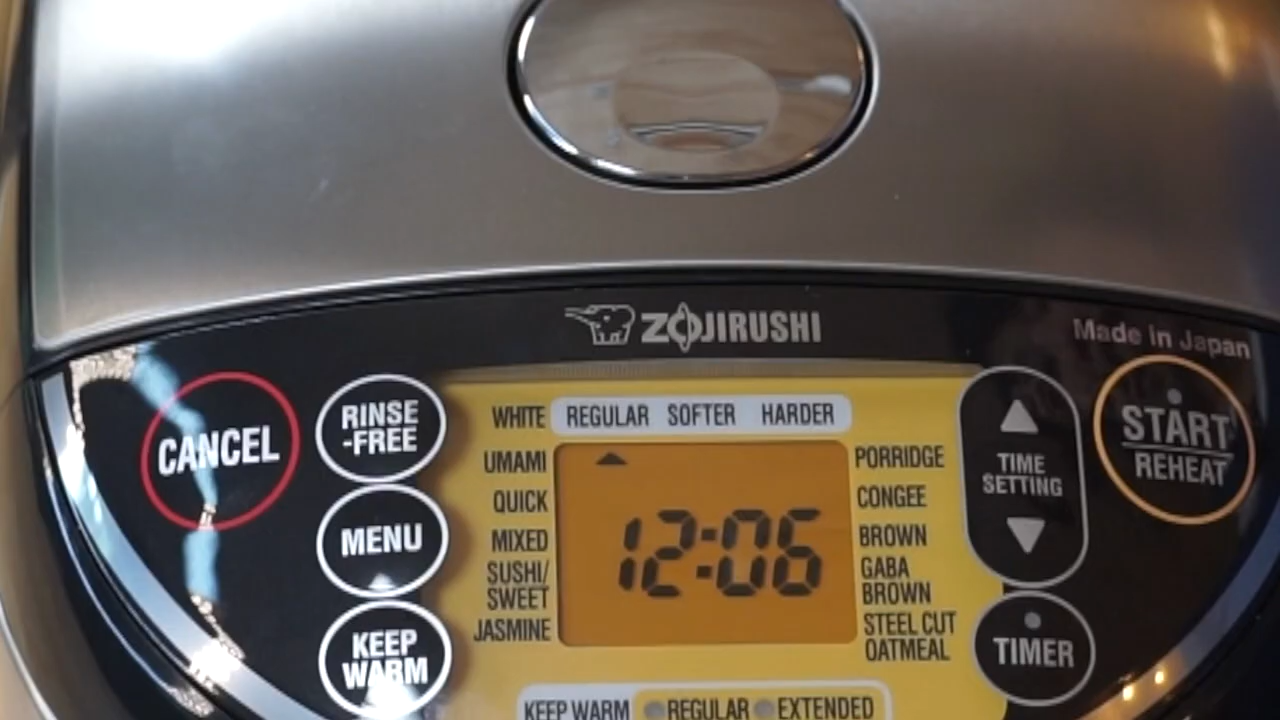 ZOJIRUSHI
Made in Japan
CANCEL
RINSE
-FREE
MENU
KEEP
WARM
WHITE REGULAR SOFTER HARDER
UMAMI
QUICK
MIXED
SUSHI/
SWEET
JASMINE
12:06
PORRIDGE
CONGEE
BROWN
GABA
BROWN
STEEL CUT
OATMEAL
KEEP WARM REGULAR EXTENDED
TIME
SETTING
TIMER
START
REHEAT